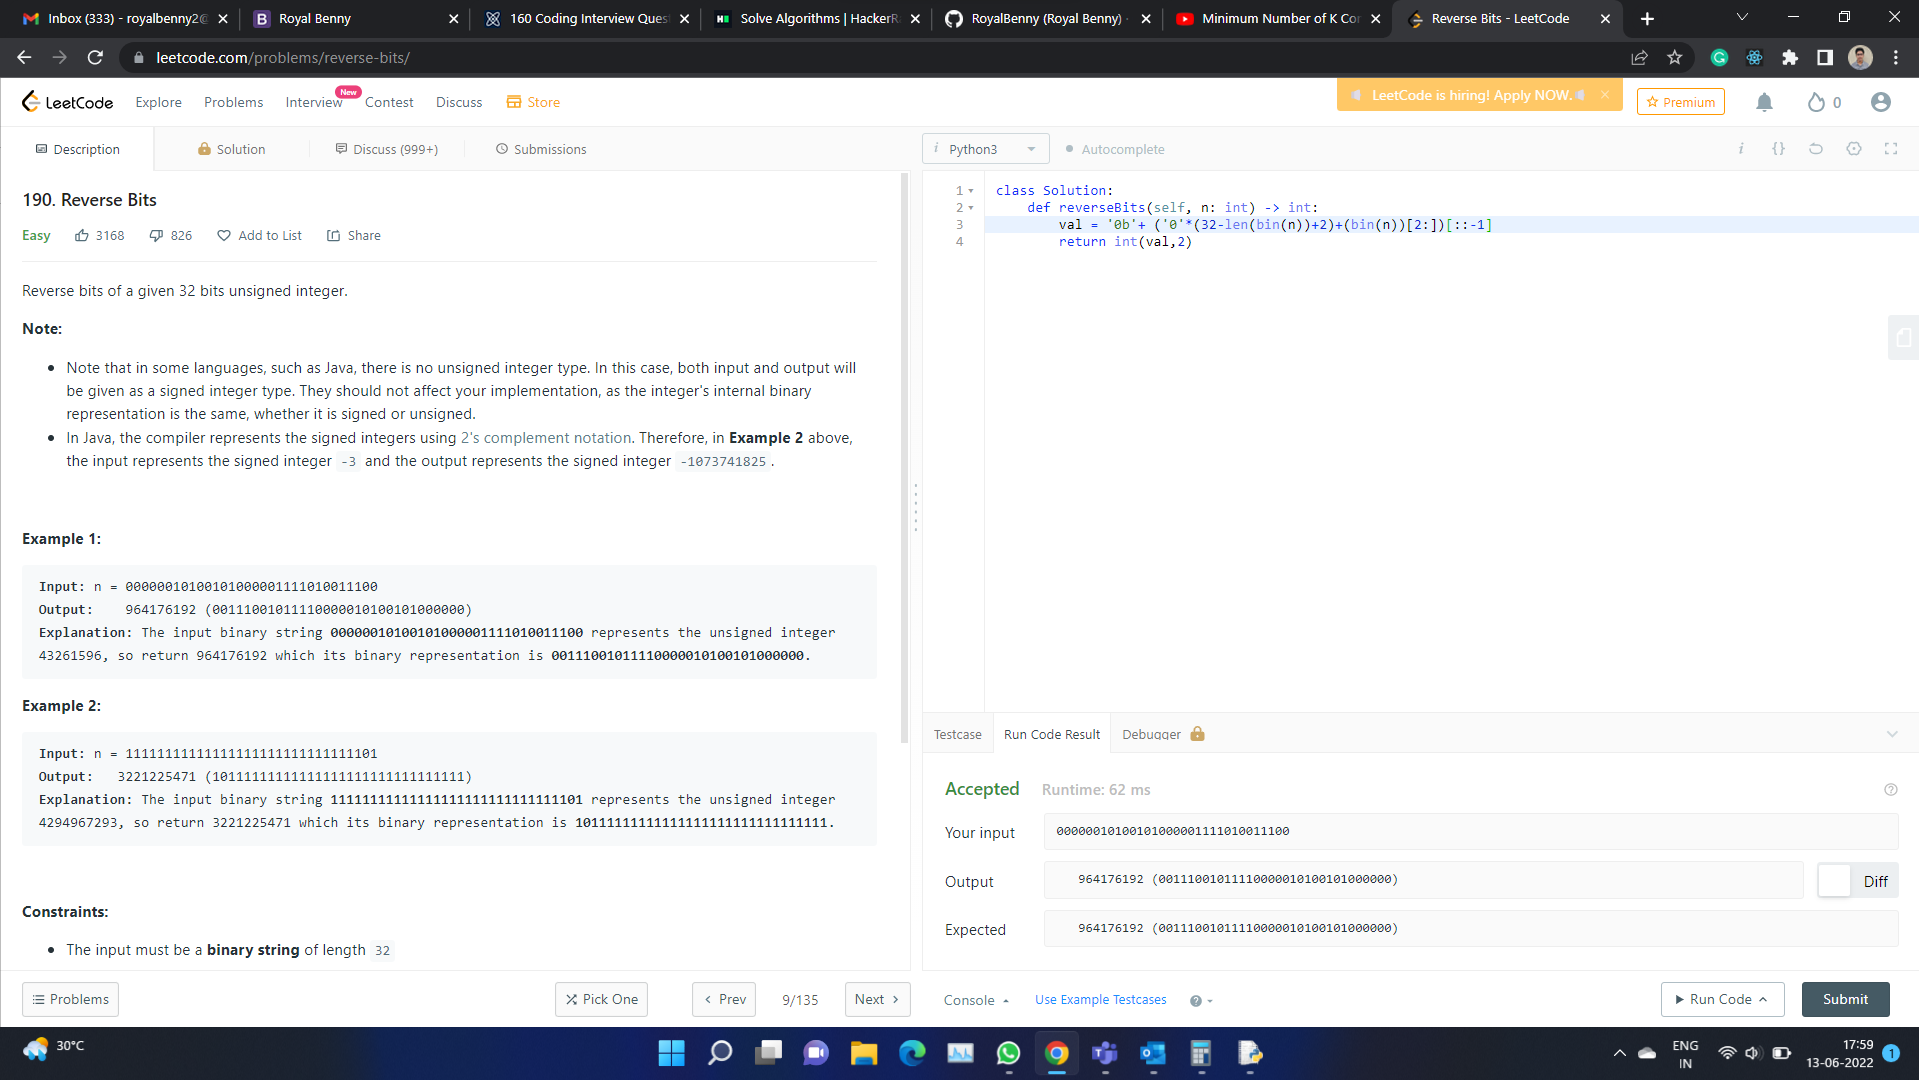 Inbox (333) - royalbenny2@
Royal Benny
160 Coding Interview Ques
Solve Algorithms | HackerRa
RoyalBenny (Royal Benny) ·
Minimum Number of K Con
Reverse Bits - LeetCode
leetcode.com/problems/reverse-bits/
LeetCode
Explore
Problems
Interview
New
Contest
Discuss
Store
LeetCode is hiring! Apply NOW.
Premium
0
Description
Solution
Discuss (999+)
Submissions
Python3
Autocomplete
190. Reverse Bits
Easy
3168
826
Add to List
Share
Reverse bits of a given 32 bits unsigned integer.
Note:
Note that in some languages, such as Java, there is no unsigned integer type. In this case, both input and output will
be given as a signed integer type. They should not affect your implementation, as the integer's internal binary
representation is the same, whether it is signed or unsigned.
In Java, the compiler represents the signed integers using 2's complement notation. Therefore, in Example 2 above,
the input represents the signed integer -3 and the output represents the signed integer -1073741825.
Example 1:
Input: n = 00000010100101000001111010011100
Output: 964176192 (00111001011110000010100101000000)
Explanation: The input binary string 00000010100101000001111010011100 represents the unsigned integer
43261596, so return 964176192 which its binary representation is 00111001011110000010100101000000.
Example 2:
Input: n = 11111111111111111111111111111101
Output: 3221225471 (10111111111111111111111111111111)
Explanation: The input binary string 11111111111111111111111111111101 represents the unsigned integer
4294967293, so return 3221225471 which its binary representation is 10111111111111111111111111111111.
Constraints:
The input must be a binary string of length 32
Problems
Pick One
Prev
9/135
Next
1 class Solution:
2 def reverseBits(self, n: int) -> int:
3 val = '0b'+ ('0'*(32-len(bin(n))+2)+(bin(n))[2:])[::-1]
4 return int(val,2)
Testcase
Run Code Result
Debugger
Accepted
Runtime: 62 ms
Your input
00000010100101000001111010011100
Output
964176192 (00111001011110000010100101000000)
Diff
Expected
964176192 (00111001011110000010100101000000)
Console
Use Example Testcases
Run Code
Submit
30°C
ENG
IN
17:59
13-06-2022
1